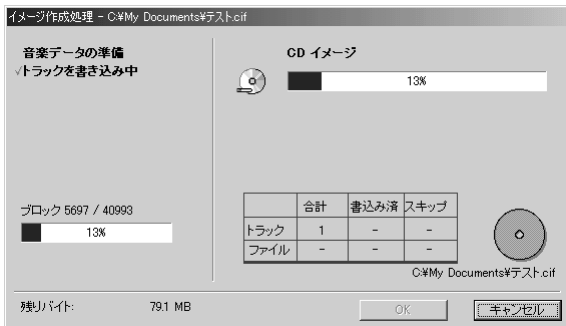 イメージ作成処理 - C:¥My Documents¥テスト.cif
音楽データの準備
√トラックを書き込み中
CD イメージ
13%
ブロック 5697 / 40993
13%
合計 書込み済 スキップ
トラック 1 - -
ファイル - - -
C:¥My Documents¥テスト.cif
残りバイト: 79.1 MB
OK キャンセル